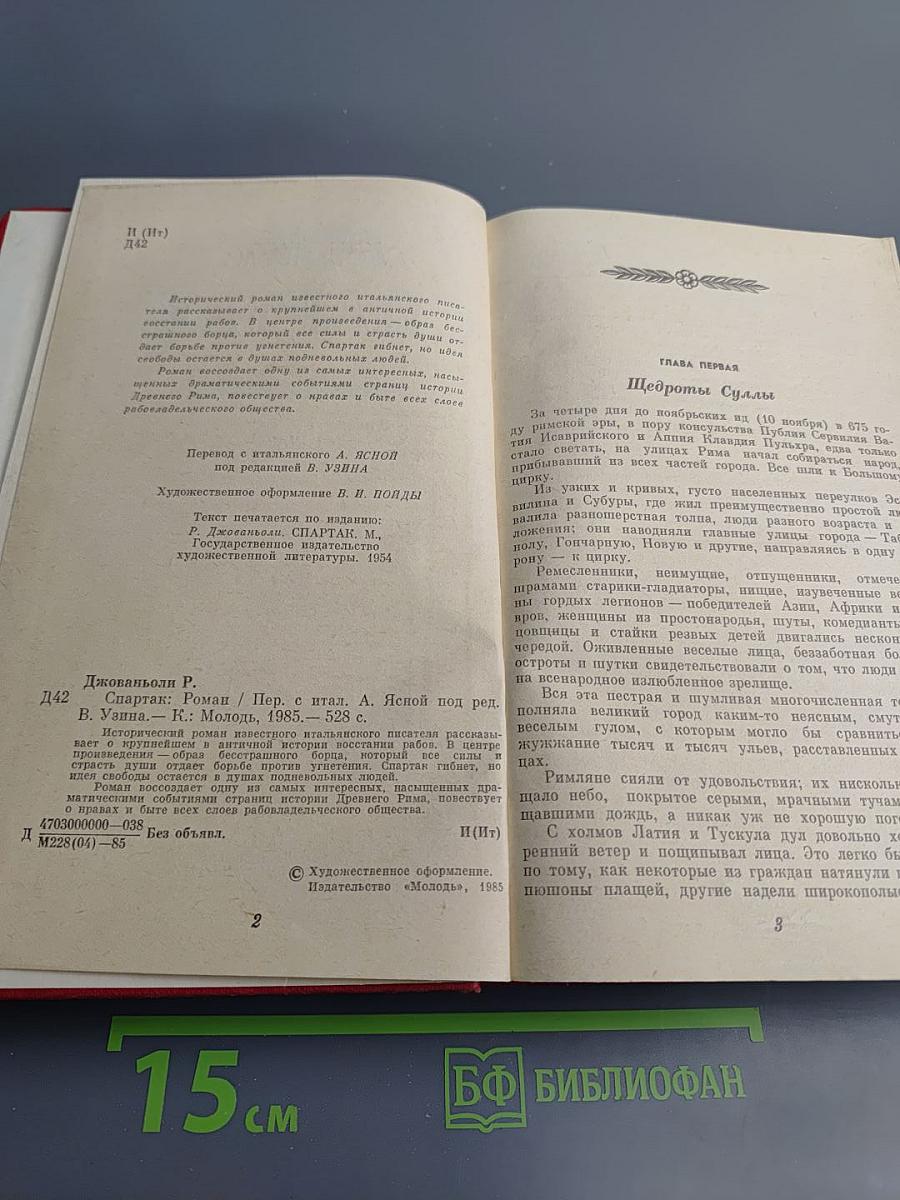 И (Ит)
Д42
Исторический роман известного итальянского писа-
теля рассказывает о крупнейшем в античной истории
восстании рабов. В центре произведения — образ бес-
страшного борца, который все силы и страсть души от-
дает борьбе против угнетения. Спартак гибнет, но идея
свободы остается в душах подневольных людей.
Роман воссоздает одну из самых интересных, насы-
щенных драматическими событиями страниц истории
Древнего Рима, повествует о нравах и быте всех слоев
рабовладельческого общества.
Перевод с итальянского А. ЯСНОЙ
под редакцией В. УЗИНА
Художественное оформление В. И. ПОЙДЫ
Текст печатается по изданию:
Р. Джованьоли. СПАРТАК. М.,
Государственное издательство
художественной литературы. 1954
Джованьоли Р.
Д42 Спартак: Роман / Пер. с итал. А. Ясной под ред.
В. Узина.— К.: Молодь, 1985.— 528 с.
Исторический роман известного итальянского писателя рассказы-
вает о крупнейшем в античной истории восстании рабов. В центре
произведения — образ бесстрашного борца, который все силы и
страсть души отдает борьбе против угнетения. Спартак гибнет, но
идея свободы остается в душах подневольных людей.
Роман воссоздает одну из самых интересных, насыщенных дра-
матическими событиями страниц истории Древнего Рима, повествует
о нравах и быте всех слоев рабовладельческого общества.
Д 4703000000—038 Без объявл. И(Ит)
М228(04)—85
© Художественное оформление.
Издательство «Молодь», 1985
2
ГЛАВА ПЕРВАЯ
Щедроты Суллы
За четыре дня до ноябрьских ид (10 ноября) в 675 го-
ду римской эры, в пору консульства Публия Сервилия Ва-
тия Исаврийского и Аппия Клавдия Пульхра, едва только
стало светать, на улицах Рима начал собираться народ,
прибывавший из всех частей города. Все шли к Большому
цирку.
Из узких и кривых, густо населенных переулков Эс-
вилина и Субуры, где жил преимущественно простой лю
валила разношерстная толпа, люди разного возраста и
ложения; они наводняли главные улицы города — Таб
нолу, Гончарную, Новую и другие, направляясь в одну
рону — к цирку.
Ремесленники, неимущие, отпущенники, отмече
шрамами старики-гладиаторы, нищие, изувеченные ве
ны гордых легионов — победителей Азии, Африки и
вров, женщины из простонародья, шуты, комедианты
цовщицы и стайки резвых детей двигались нескон
чередой. Оживленные веселые лица, беззаботная бол
остроты и шутки свидетельствовали о том, что люди
на всенародное излюбленное зрелище.
Вся эта пестрая и шумливая многочисленная то
полняла великий город каким-то неясным, смут
веселым гулом, с которым могло бы сравнить
жужжание тысяч и тысяч ульев, расставленных
цах.
Римляне сияли от удовольствия; их нисколь
щало небо, покрытое серыми, мрачными тучам
щавшими дождь, а никак уж не хорошую пог
С холмов Латия и Тускула дул довольно хо
ренний ветер и пощипывал лица. Это легко бы
по тому, как некоторые из граждан натянули
пюшоны плащей, другие надели широкополые
3
15 см
БФ БИБЛИОФАН